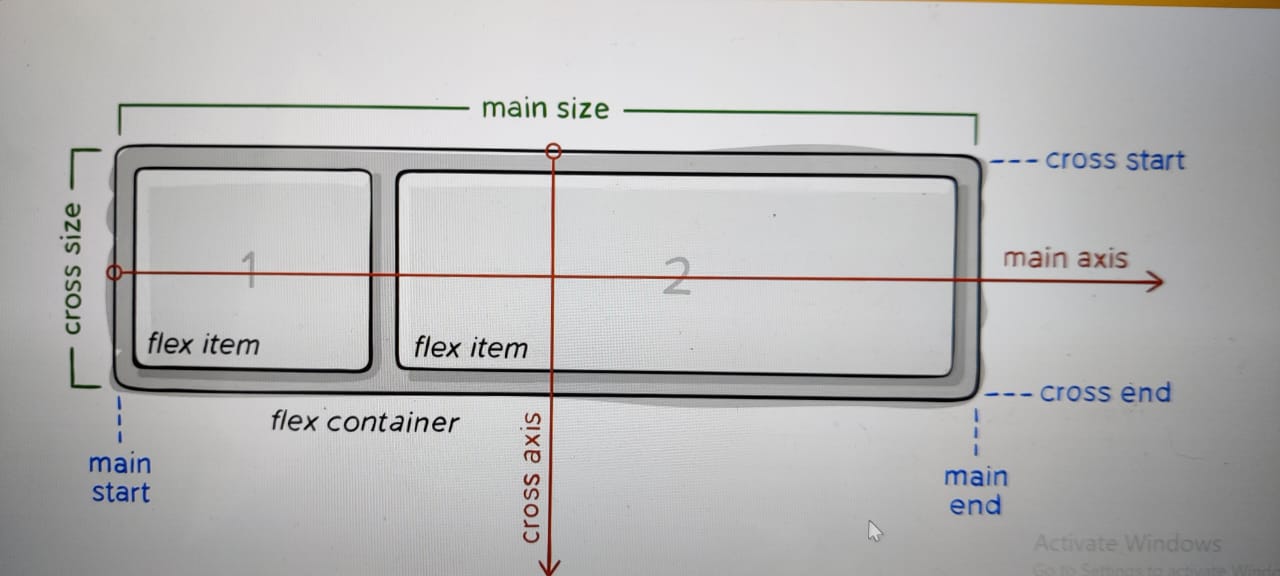 main size
cross start
cross size
1
2
main axis
flex item
flex item
cross end
flex container
cross axis
main
start
main
end
Activate Windows
Go to Settings to activate Windo